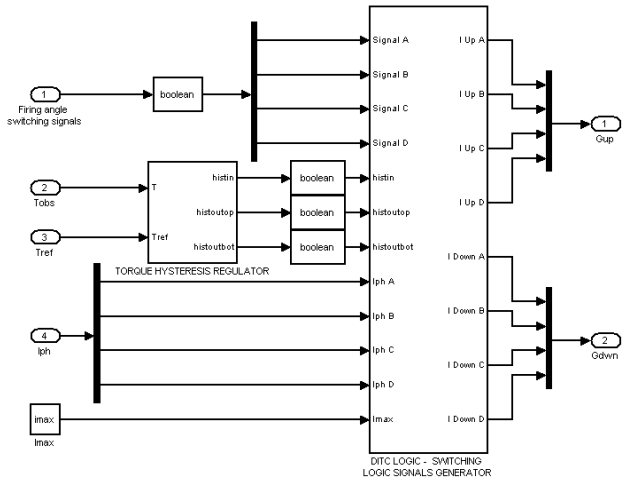 1
Firing angle
switching signals
boolean
2
Tobs
3
Tref
T
Tref
histin
histoutop
histoutbot
TORQUE HYSTERESIS REGULATOR
boolean
boolean
boolean
4
Iph
imax
Imax
Signal A
Signal B
Signal C
Signal D
histin
histoutop
histoutbot
Iph A
Iph B
Iph C
Iph D
Imax
I Up A
I Up B
I Up C
I Up D
I Down A
I Down B
I Down C
I Down D
DITC LOGIC - SWITCHING
LOGIC SIGNALS GENERATOR
1
Gup
2
Gdwn